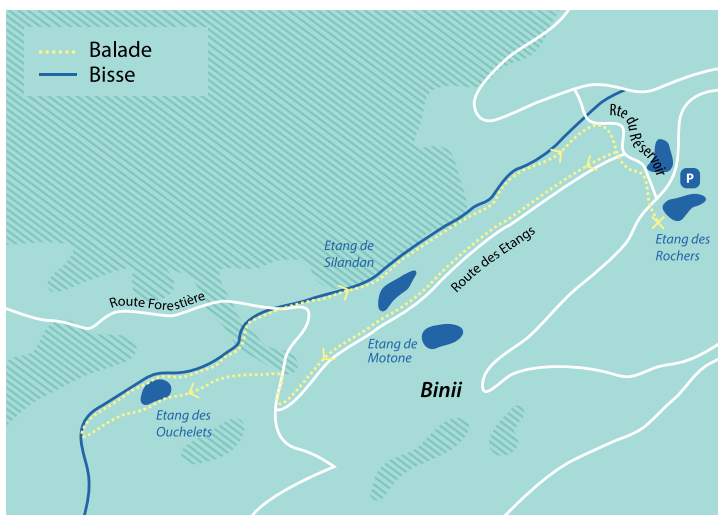 Balade
Bisse
Rte du Réservoir
P
Etang des
Rochers
Etang de
Silandan
Route des Etangs
Route Forestière
Etang de
Motone
Binii
Etang des
Ouchelets